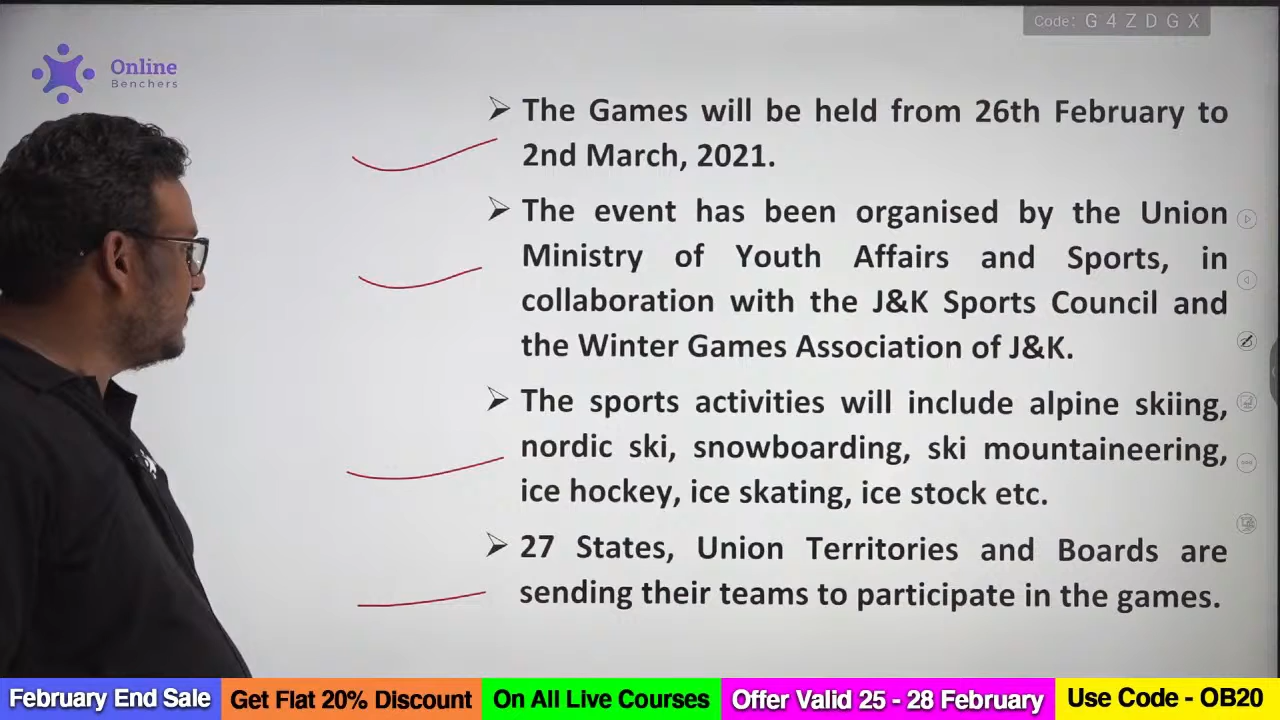 Code: G 4 Z D G X
Online
Benchers
The Games will be held from 26th February to
2nd March, 2021.
The event has been organised by the Union
Ministry of Youth Affairs and Sports, in
collaboration with the J&K Sports Council and
the Winter Games Association of J&K.
The sports activities will include alpine skiing,
nordic ski, snowboarding, ski mountaineering,
ice hockey, ice skating, ice stock etc.
27 States, Union Territories and Boards are
sending their teams to participate in the games.
February End Sale
Get Flat 20% Discount
On All Live Courses
Offer Valid 25 - 28 February
Use Code - OB20